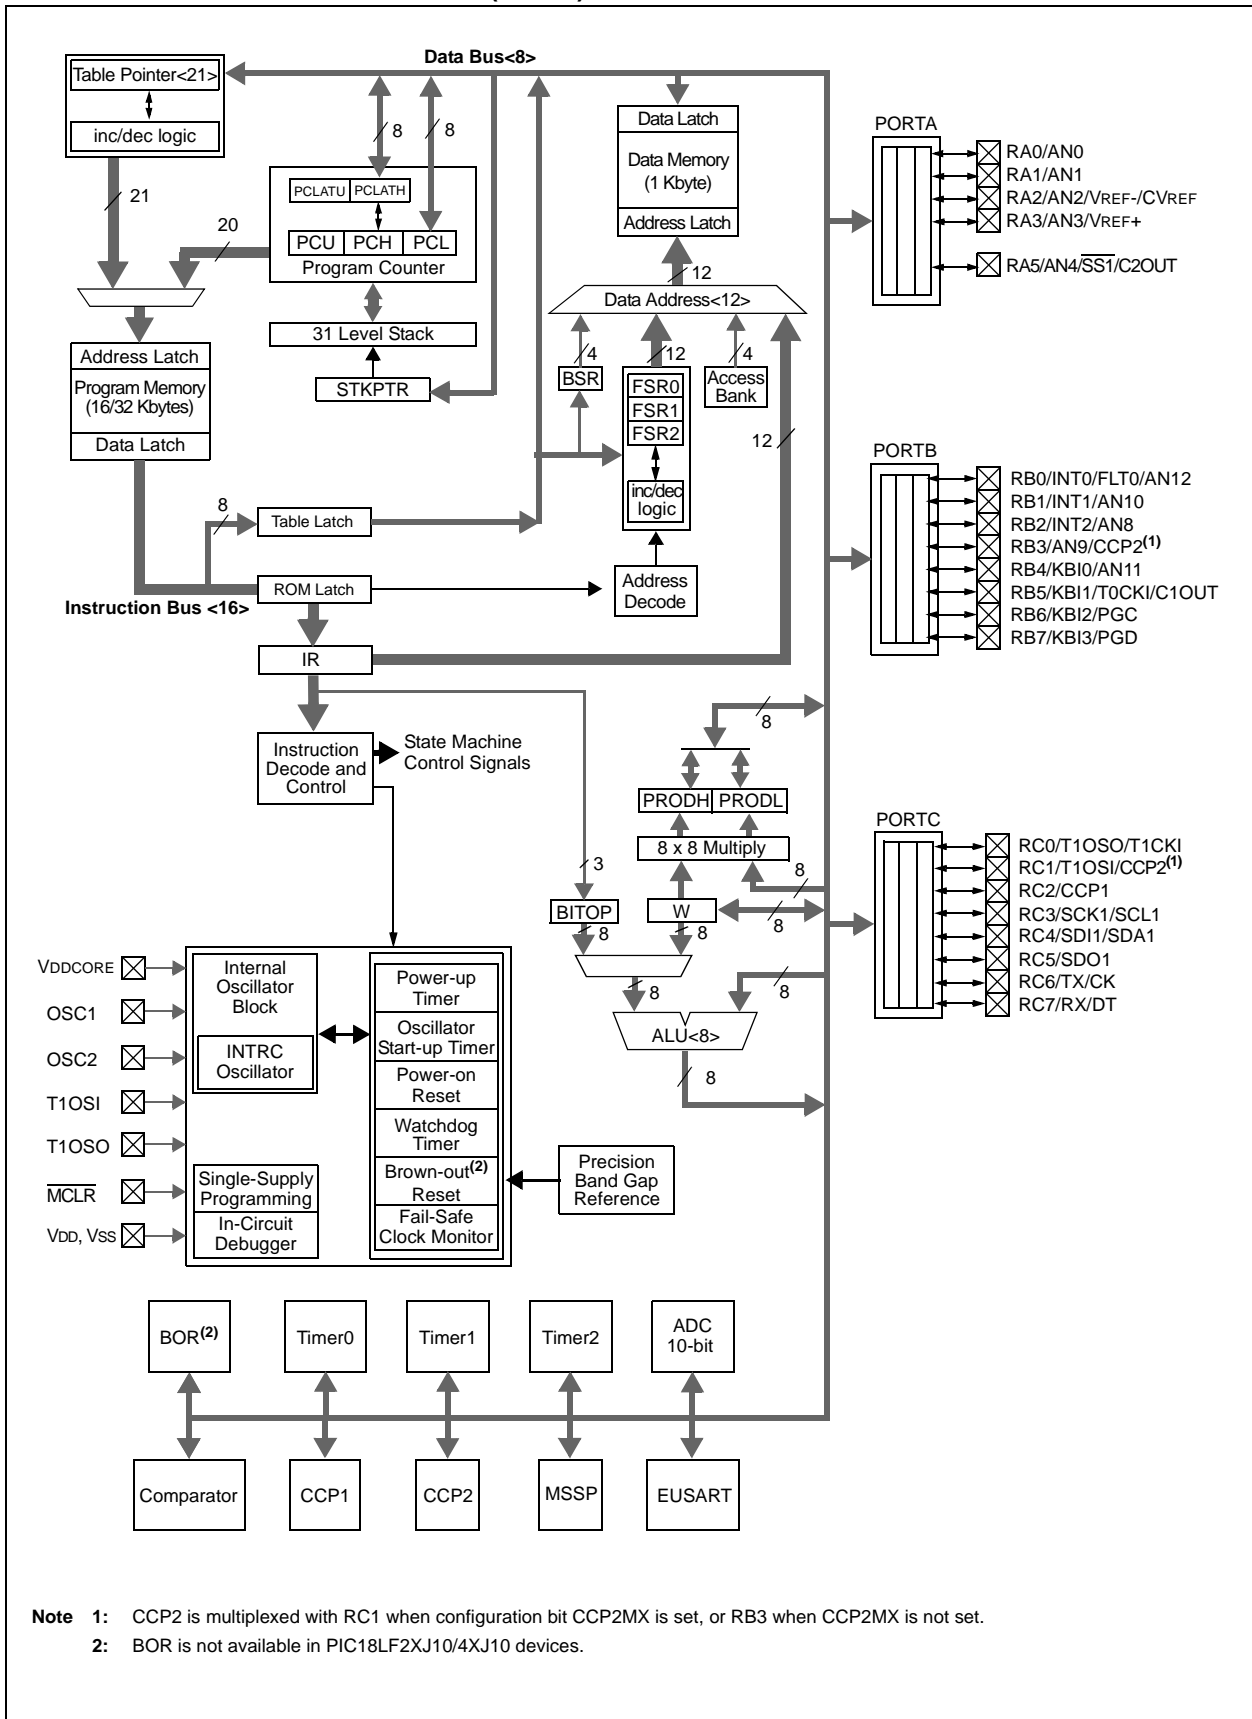 Data Bus<8>
Table Pointer<21>
inc/dec logic
21
20
8
8
PCLATU
PCLATH
PCU
PCH
PCL
Program Counter
31 Level Stack
STKPTR
Address Latch
Program Memory
(16/32 Kbytes)
Data Latch
8
Table Latch
ROM Latch
Instruction Bus <16>
IR
Data Latch
Data Memory
(1 Kbyte)
Address Latch
12
Data Address<12>
4
12
4
BSR
FSR0
FSR1
FSR2
inc/dec
logic
Access
Bank
12
Address
Decode
Instruction
Decode and
Control
State Machine
Control Signals
8
PRODH
PRODL
8 x 8 Multiply
3
8
BITOP
W
8
8
8
8
8
ALU<8>
8
PORTA
RA0/AN0
RA1/AN1
RA2/AN2/VREF-/CVREF
RA3/AN3/VREF+
RA5/AN4/SS1/C2OUT
PORTB
RB0/INT0/FLT0/AN12
RB1/INT1/AN10
RB2/INT2/AN8
RB3/AN9/CCP2(1)
RB4/KBI0/AN11
RB5/KBI1/T0CKI/C1OUT
RB6/KBI2/PGC
RB7/KBI3/PGD
PORTC
RC0/T1OSO/T1CKI
RC1/T1OSI/CCP2(1)
RC2/CCP1
RC3/SCK1/SCL1
RC4/SDI1/SDA1
RC5/SDO1
RC6/TX/CK
RC7/RX/DT
VDDCORE
OSC1
OSC2
T1OSI
T1OSO
MCLR
VDD, VSS
Internal
Oscillator
Block
INTRC
Oscillator
Single-Supply
Programming
In-Circuit
Debugger
Power-up
Timer
Oscillator
Start-up Timer
Power-on
Reset
Watchdog
Timer
Brown-out(2)
Reset
Fail-Safe
Clock Monitor
Precision
Band Gap
Reference
BOR(2)
Timer0
Timer1
Timer2
ADC
10-bit
Comparator
CCP1
CCP2
MSSP
EUSART
Note 1: CCP2 is multiplexed with RC1 when configuration bit CCP2MX is set, or RB3 when CCP2MX is not set.
2: BOR is not available in PIC18LF2XJ10/4XJ10 devices.